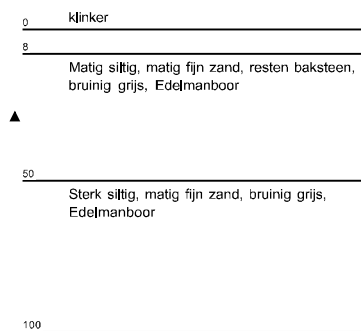 klinker
0
8
Matig siltig, matig fijn zand, resten baksteen,
bruinig grijs, Edelmanboor
50
Sterk siltig, matig fijn zand, bruinig grijs,
Edelmanboor
100